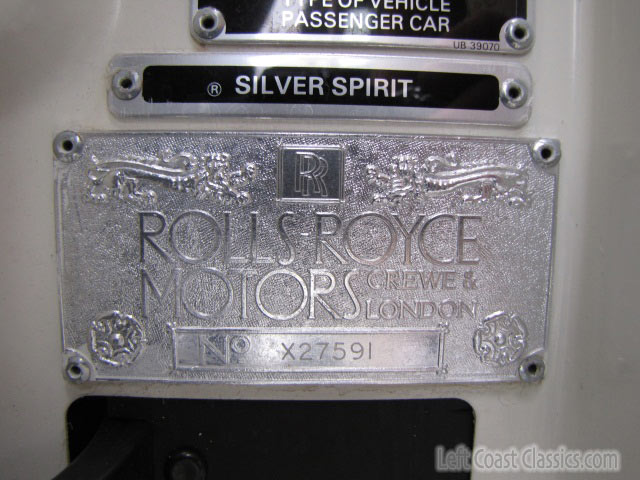 TYPE OF VEHICLE
PASSENGER CAR
UB 39070
® SILVER SPIRIT
RR
ROLLS-ROYCE
MOTORS CREWE &
LONDON
Nº X27591
Left Coast Classics.com